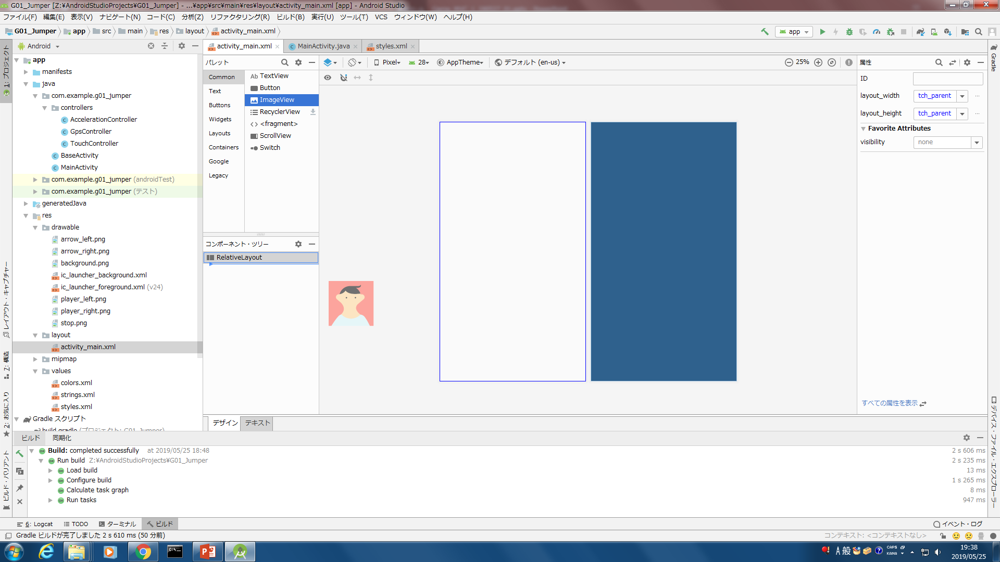 G01_Jumper [Z:¥AndroidStudioProjects¥G01_Jumper] - ...¥app¥src¥main¥res¥layout¥activity_main.xml [app] - Android Studio
ファイル(F) 編集(E) 表示(V) ナビゲート(N) コード(C) 分析(Z) リファクタリング(R) ビルド(B) 実行(U) ツール(T) VCS ウィンドウ(W) ヘルプ(H)
G01_Jumper app src main res layout activity_main.xml
app
Android
activity_main.xml MainActivity.java styles.xml
1: プロジェクト
レイアウト・キャプチャー
Z: 構造
2: お気に入り
ビルド・バリアント
app
manifests
java
com.example.g01_jumper
controllers
AccelerationController
GpsController
TouchController
BaseActivity
MainActivity
com.example.g01_jumper (androidTest)
com.example.g01_jumper (テスト)
generatedJava
res
drawable
arrow_left.png
arrow_right.png
background.png
ic_launcher_background.xml
ic_launcher_foreground.xml (v24)
player_left.png
player_right.png
stop.png
layout
activity_main.xml
mipmap
values
colors.xml
strings.xml
styles.xml
Gradle スクリプト
build.gradle (プロジェクト: G01_Jumper)
パレット
Common
Text
Buttons
Widgets
Layouts
Containers
Google
Legacy
Ab TextView
Button
ImageView
RecyclerView
<fragment>
ScrollView
Switch
コンポーネント・ツリー
RelativeLayout
Pixel 28 AppTheme デフォルト (en-us) 25%
属性
ID
layout_width tch_parent ...
layout_height tch_parent ...
Favorite Attributes
visibility none
すべての属性を表示
Gradle
デバイス・ファイル・エクスプローラー
デザイン テキスト
ビルド 同期化
Build: completed successfully at 2019/05/25 18:48 2 s 606 ms
Run build Z:¥AndroidStudioProjects¥G01_Jumper 2 s 235 ms
Load build 13 ms
Configure build 1 s 265 ms
Calculate task graph 8 ms
Run tasks 947 ms
6: Logcat TODO ターミナル ビルド イベント・ログ
Gradle ビルドが完了しました 2 s 610 ms (50 分前) コンテキスト: <コンテキストなし>
A 般 CAPS KANA
19:38
2019/05/25